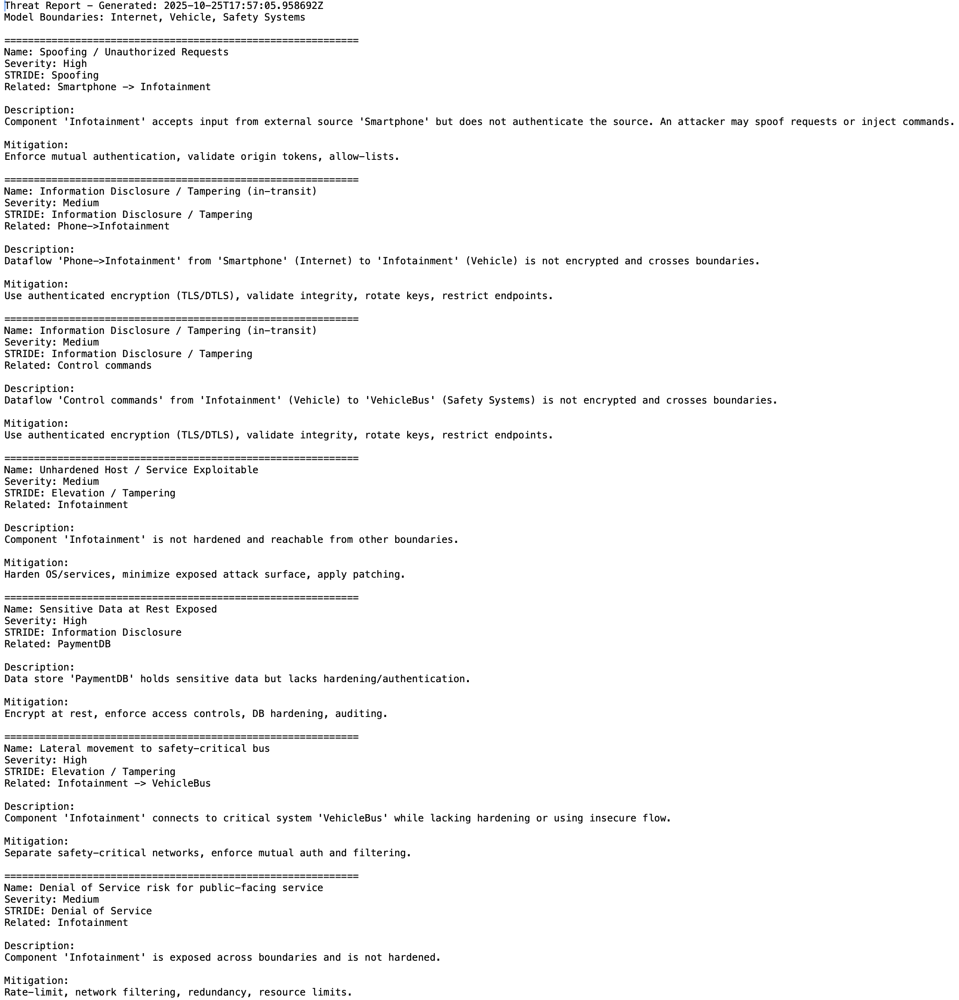 Threat Report - Generated: 2025-10-25T17:57:05.958692Z
Model Boundaries: Internet, Vehicle, Safety Systems
============================================================
Name: Spoofing / Unauthorized Requests
Severity: High
STRIDE: Spoofing
Related: Smartphone -> Infotainment
Description:
Component 'Infotainment' accepts input from external source 'Smartphone' but does not authenticate the source. An attacker may spoof requests or inject commands.
Mitigation:
Enforce mutual authentication, validate origin tokens, allow-lists.
============================================================
Name: Information Disclosure / Tampering (in-transit)
Severity: Medium
STRIDE: Information Disclosure / Tampering
Related: Phone->Infotainment
Description:
Dataflow 'Phone->Infotainment' from 'Smartphone' (Internet) to 'Infotainment' (Vehicle) is not encrypted and crosses boundaries.
Mitigation:
Use authenticated encryption (TLS/DTLS), validate integrity, rotate keys, restrict endpoints.
============================================================
Name: Information Disclosure / Tampering (in-transit)
Severity: Medium
STRIDE: Information Disclosure / Tampering
Related: Control commands
Description:
Dataflow 'Control commands' from 'Infotainment' (Vehicle) to 'VehicleBus' (Safety Systems) is not encrypted and crosses boundaries.
Mitigation:
Use authenticated encryption (TLS/DTLS), validate integrity, rotate keys, restrict endpoints.
============================================================
Name: Unhardened Host / Service Exploitable
Severity: Medium
STRIDE: Elevation / Tampering
Related: Infotainment
Description:
Component 'Infotainment' is not hardened and reachable from other boundaries.
Mitigation:
Harden OS/services, minimize exposed attack surface, apply patching.
============================================================
Name: Sensitive Data at Rest Exposed
Severity: High
STRIDE: Information Disclosure
Related: PaymentDB
Description:
Data store 'PaymentDB' holds sensitive data but lacks hardening/authentication.
Mitigation:
Encrypt at rest, enforce access controls, DB hardening, auditing.
============================================================
Name: Lateral movement to safety-critical bus
Severity: High
STRIDE: Elevation / Tampering
Related: Infotainment -> VehicleBus
Description:
Component 'Infotainment' connects to critical system 'VehicleBus' while lacking hardening or using insecure flow.
Mitigation:
Separate safety-critical networks, enforce mutual auth and filtering.
============================================================
Name: Denial of Service risk for public-facing service
Severity: Medium
STRIDE: Denial of Service
Related: Infotainment
Description:
Component 'Infotainment' is exposed across boundaries and is not hardened.
Mitigation:
Rate-limit, network filtering, redundancy, resource limits.